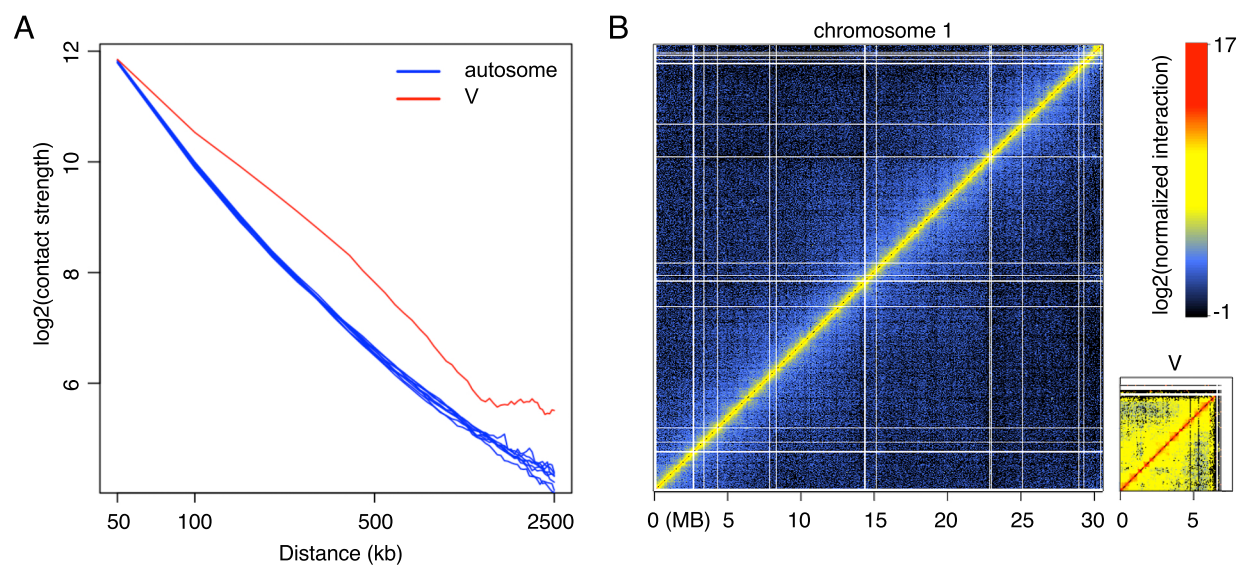 A
B
chromosome 1
12
10
8
6
log2(contact strength)
autosome
V
50
100
500
2500
Distance (kb)
0 (MB) 5 10 15 20 25 30
17
-1
log2(normalized interaction)
V
0 5